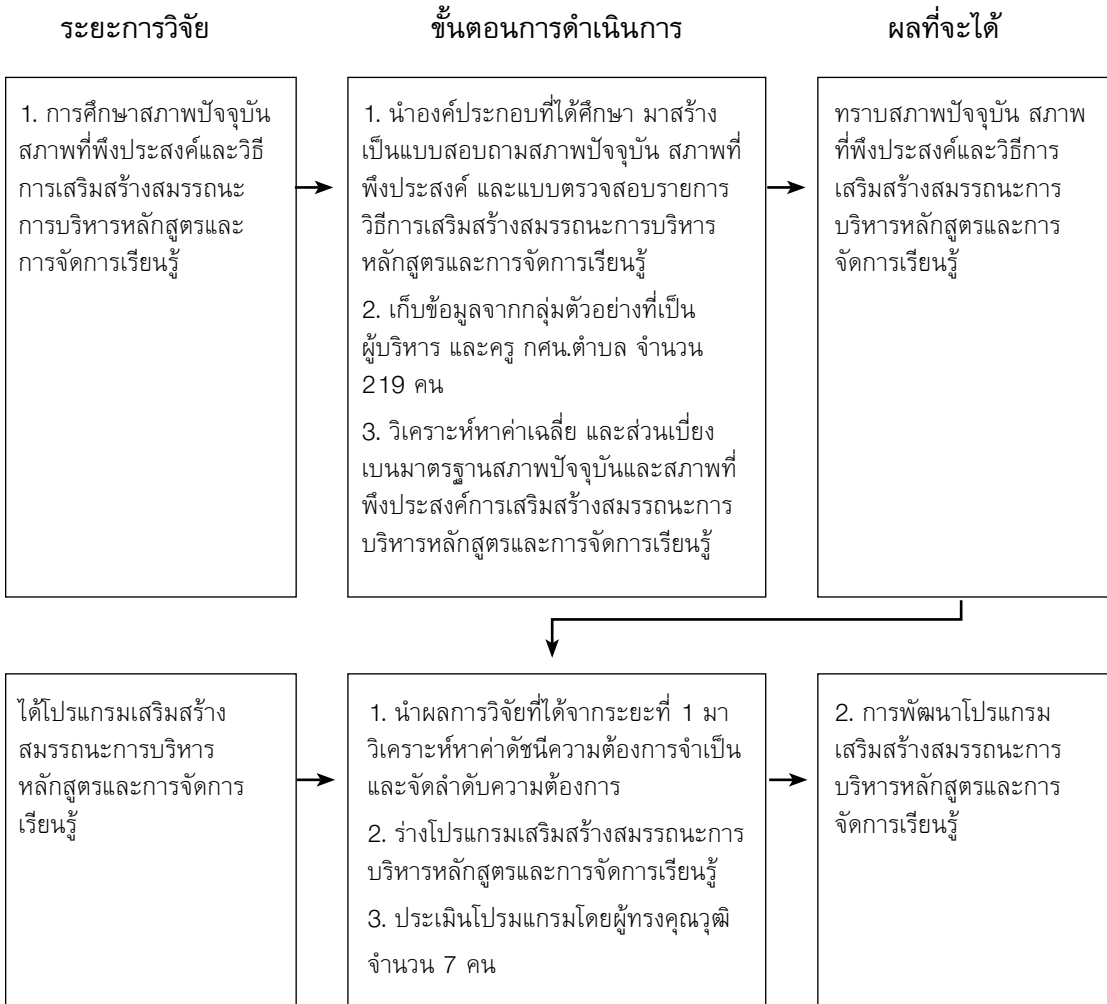 ระยะการวิจัย
ขั้นตอนการดำเนินการ
ผลที่จะได้
1. การศึกษาสภาพปัจจุบัน
สภาพที่พึงประสงค์และวิธี
การเสริมสร้างสมรรถนะ
การบริหารหลักสูตรและ
การจัดการเรียนรู้
1. นำองค์ประกอบที่ได้ศึกษา มาสร้าง
เป็นแบบสอบถามสภาพปัจจุบัน สภาพที่
พึงประสงค์ และแบบตรวจสอบรายการ
วิธีการเสริมสร้างสมรรถนะการบริหาร
หลักสูตรและการจัดการเรียนรู้
2. เก็บข้อมูลจากกลุ่มตัวอย่างที่เป็น
ผู้บริหาร และครู กศน.ตำบล จำนวน
219 คน
3. วิเคราะห์หาค่าเฉลี่ย และส่วนเบี่ยง
เบนมาตรฐานสภาพปัจจุบันและสภาพที่
พึงประสงค์การเสริมสร้างสมรรถนะการ
บริหารหลักสูตรและการจัดการเรียนรู้
ทราบสภาพปัจจุบัน สภาพ
ที่พึงประสงค์และวิธีการ
เสริมสร้างสมรรถนะการ
บริหารหลักสูตรและการ
จัดการเรียนรู้
ได้โปรแกรมเสริมสร้าง
สมรรถนะการบริหาร
หลักสูตรและการจัดการ
เรียนรู้
1. นำผลการวิจัยที่ได้จากระยะที่ 1 มา
วิเคราะห์หาค่าดัชนีความต้องการจำเป็น
และจัดลำดับความต้องการ
2. ร่างโปรแกรมเสริมสร้างสมรรถนะการ
บริหารหลักสูตรและการจัดการเรียนรู้
3. ประเมินโปรมแกรมโดยผู้ทรงคุณวุฒิ
จำนวน 7 คน
2. การพัฒนาโปรแกรม
เสริมสร้างสมรรถนะการ
บริหารหลักสูตรและการ
จัดการเรียนรู้